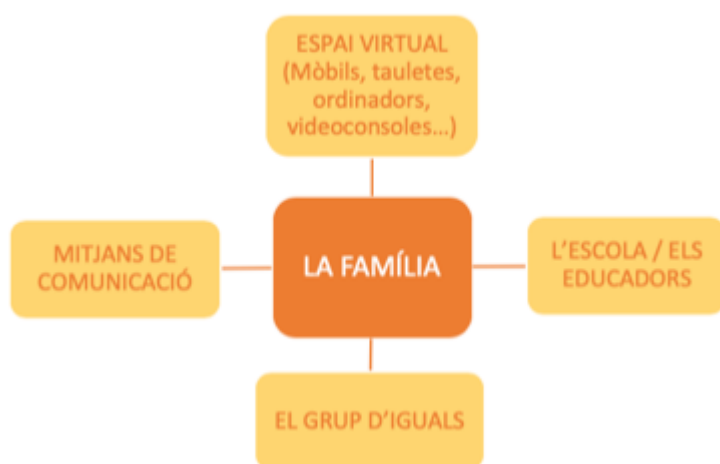 ESPAI VIRTUAL
(Mòbils, tauletes,
ordinadors,
videoconsoles...)
MITJANS DE
COMUNICACIÓ
LA FAMÍLIA
L'ESCOLA / ELS
EDUCADORS
EL GRUP D'IGUALS